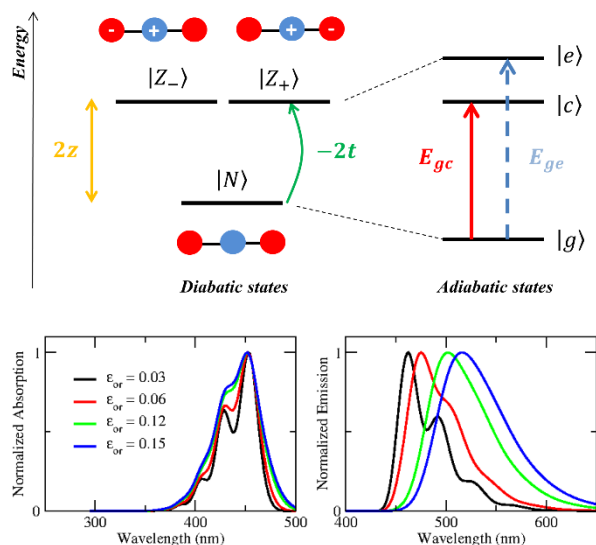 Energy
- + + -
|Z₋⟩ |Z₊⟩
2z
-2t
|N⟩
|e⟩
|c⟩
E_gc E_ge
|g⟩
Diabatic states Adiabatic states
Normalized Absorption
1
0
ε_or = 0.03
ε_or = 0.06
ε_or = 0.12
ε_or = 0.15
300 400 500
Wavelength (nm)
Normalized Emission
1
0
400 500 600
Wavelength (nm)